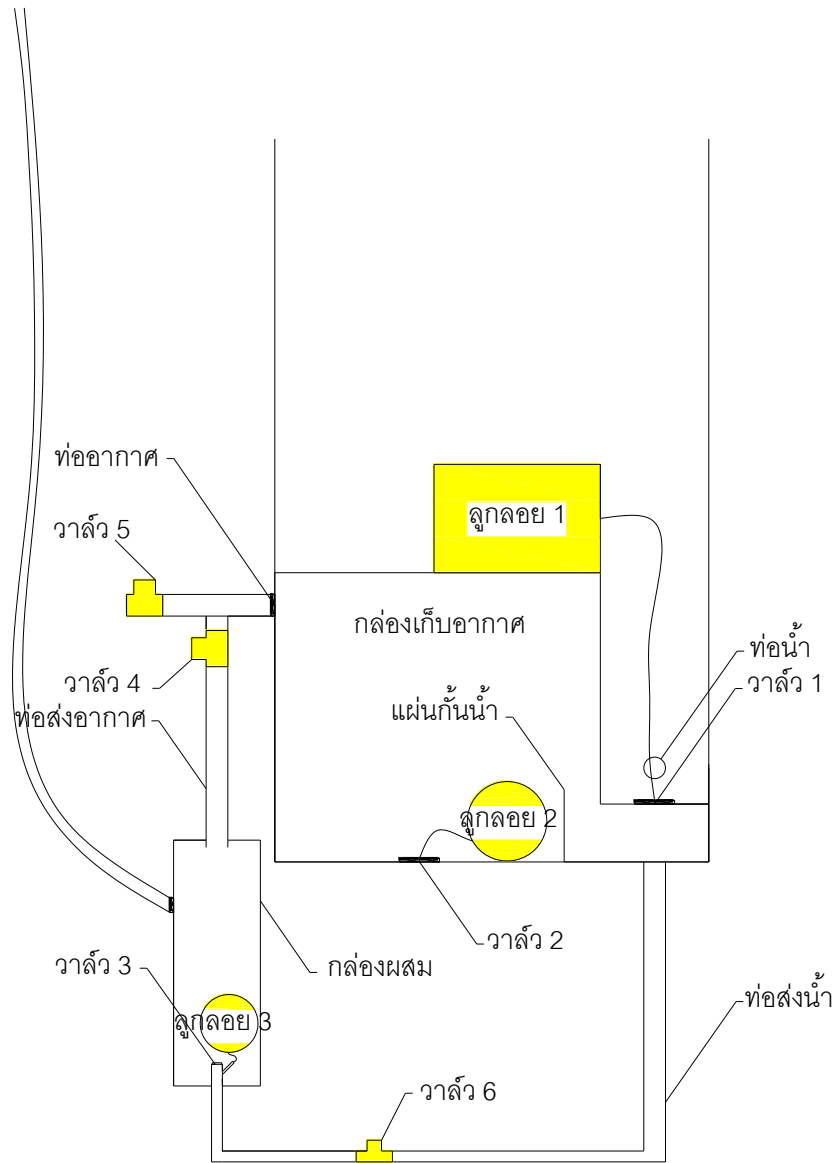 ท่ออากาศ
วาล์ว 5
ลูกลอย 1
กล่องเก็บอากาศ
ท่อน้ำ
วาล์ว 4
วาล์ว 1
ท่อส่งอากาศ
แผ่นกั้นน้ำ
ลูกลอย 2
วาล์ว 2
วาล์ว 3
กล่องผสม
ท่อส่งน้ำ
ลูกลอย 3
วาล์ว 6